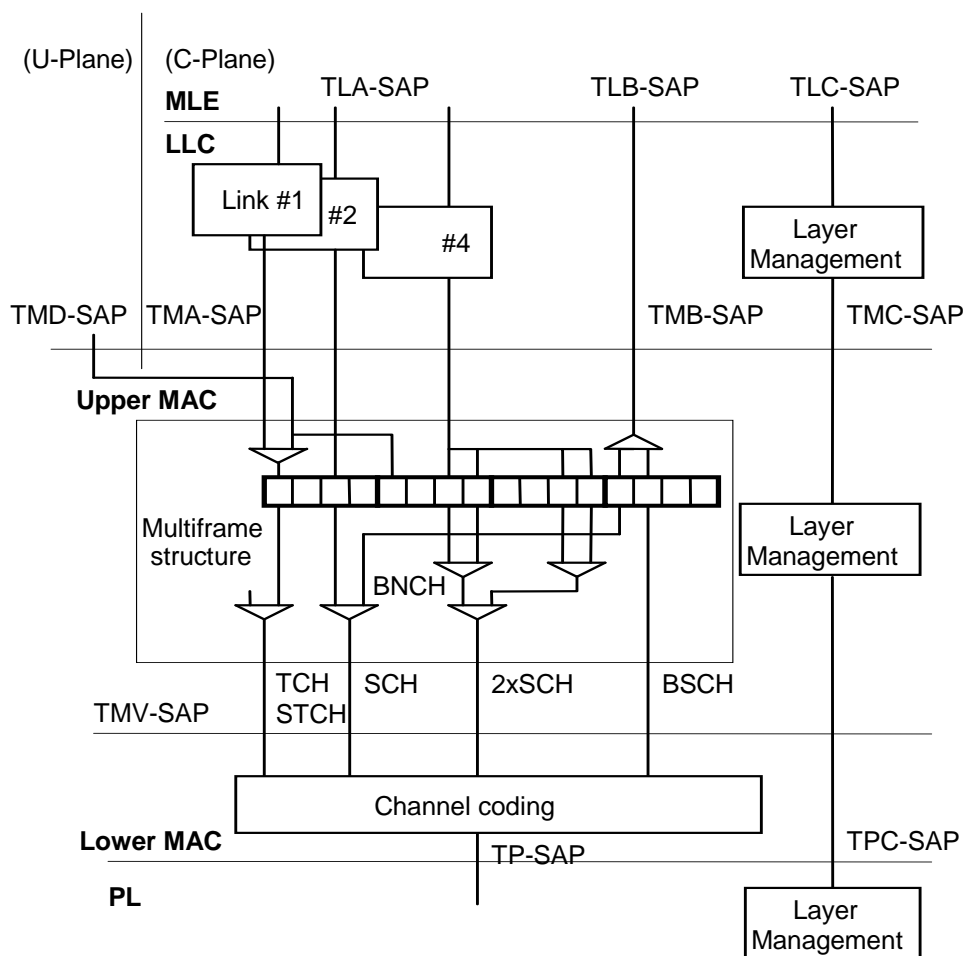 (U-Plane) (C-Plane)
TLA-SAP TLB-SAP TLC-SAP
MLE
LLC
Link #1
#2
#4
Layer
Management
TMD-SAP TMA-SAP TMB-SAP TMC-SAP
Upper MAC
Multiframe
structure
Layer
Management
BNCH
TCH SCH 2xSCH BSCH
STCH
TMV-SAP
Channel coding
Lower MAC TP-SAP TPC-SAP
PL
Layer
Management